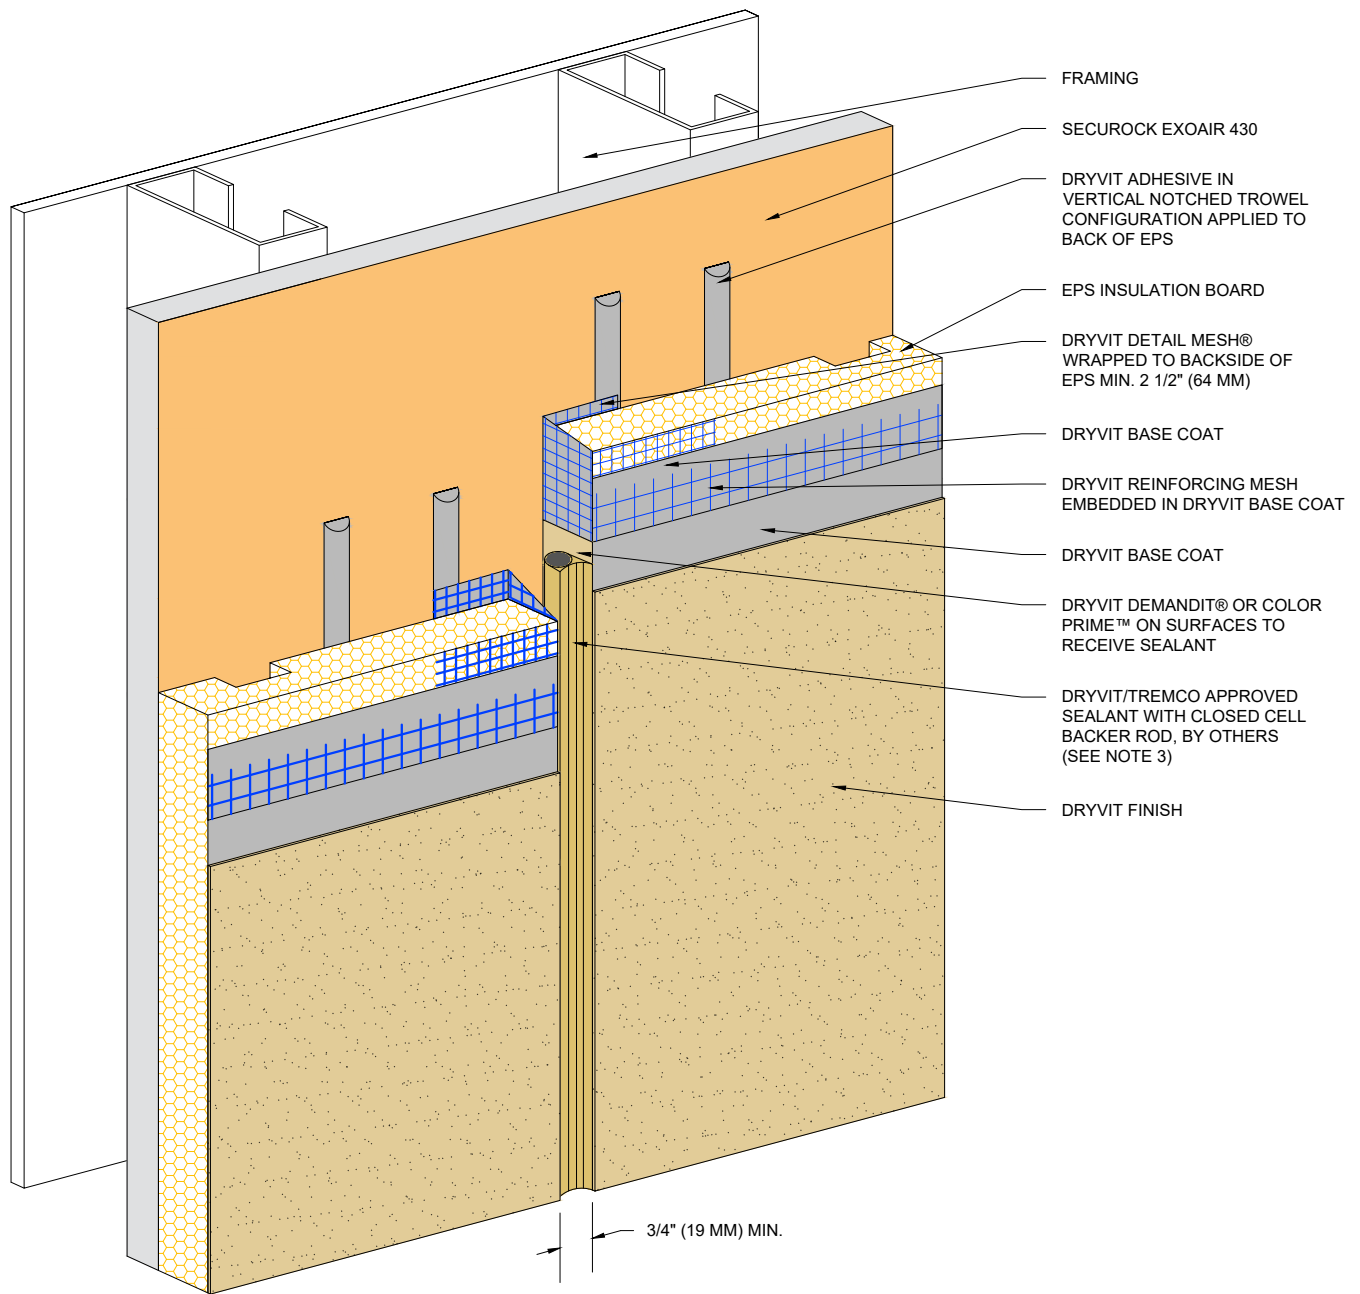 FRAMING
SECUROCK EXOAIR 430
DRYVIT ADHESIVE IN
VERTICAL NOTCHED TROWEL
CONFIGURATION APPLIED TO
BACK OF EPS
EPS INSULATION BOARD
DRYVIT DETAIL MESH®
WRAPPED TO BACKSIDE OF
EPS MIN. 2 1/2" (64 MM)
DRYVIT BASE COAT
DRYVIT REINFORCING MESH
EMBEDDED IN DRYVIT BASE COAT
DRYVIT BASE COAT
DRYVIT DEMANDIT® OR COLOR
PRIME™ ON SURFACES TO
RECEIVE SEALANT
DRYVIT/TREMCO APPROVED
SEALANT WITH CLOSED CELL
BACKER ROD, BY OTHERS
(SEE NOTE 3)
DRYVIT FINISH
3/4" (19 MM) MIN.